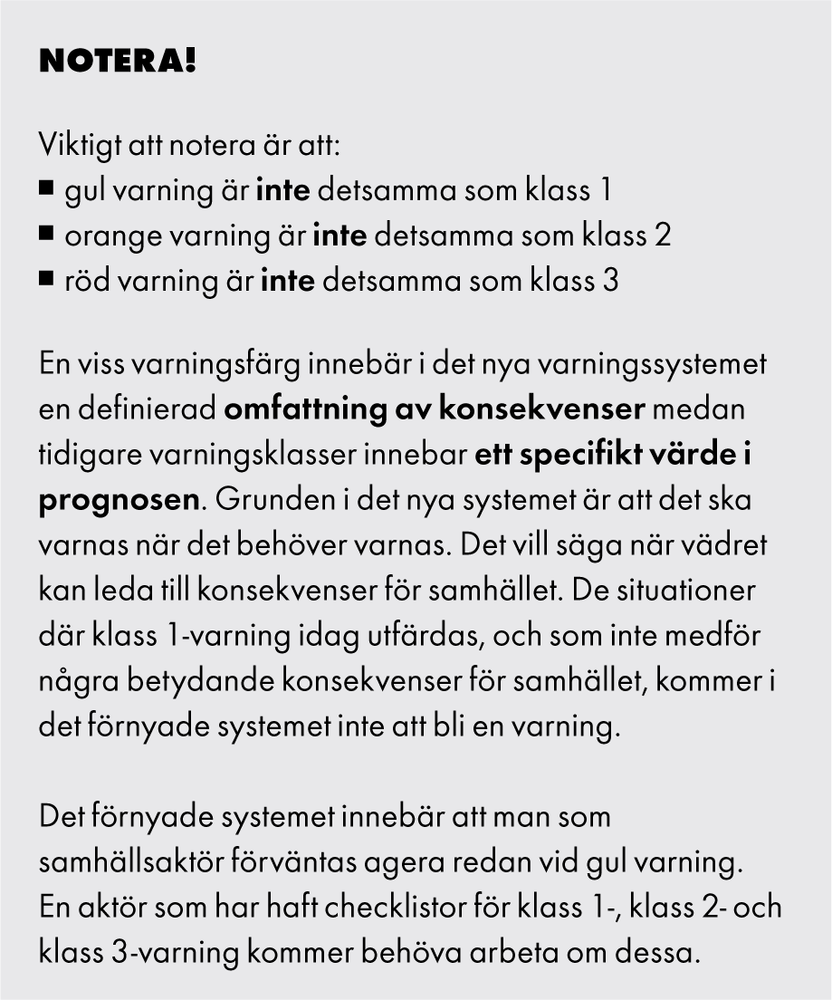 NOTERA!
Viktigt att notera är att:
■ gul varning är inte detsamma som klass 1
■ orange varning är inte detsamma som klass 2
■ röd varning är inte detsamma som klass 3
En viss varningsfärg innebär i det nya varningssystemet
en definierad omfattning av konsekvenser medan
tidigare varningsklasser innebar ett specifikt värde i
prognosen. Grunden i det nya systemet är att det ska
varnas när det behöver varnas. Det vill säga när vädret
kan leda till konsekvenser för samhället. De situationer
där klass 1-varning idag utfärdas, och som inte medför
några betydande konsekvenser för samhället, kommer i
det förnyade systemet inte att bli en varning.
Det förnyade systemet innebär att man som
samhällsaktör förväntas agera redan vid gul varning.
En aktör som har haft checklistor för klass 1-, klass 2- och
klass 3-varning kommer behöva arbeta om dessa.